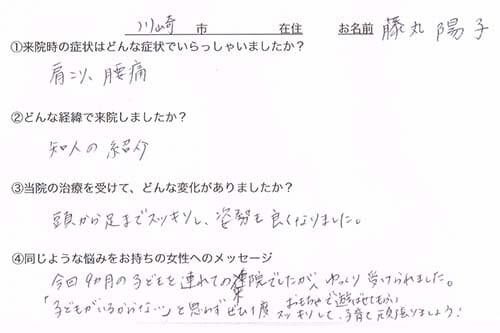 川崎 市 在住 お名前 藤丸 陽子
①来院時の症状はどんな症状でいらっしゃいましたか？
肩こり、腰痛
②どんな経緯で来院しましたか？
知人の紹介
③当院の治療を受けて、どんな変化がありましたか？
頭から足までスッキリし、姿勢も良くなりました。
④同じような悩みをお持ちの女性へのメッセージ
今回9ヵ月の子どもを連れての来院でしたが、ゆっくり受けられました。
おもちゃで遊ばせてもらい
「子どもがいるからない」と思わずぜひ1度スッキリして、子育て頑張りましょう！